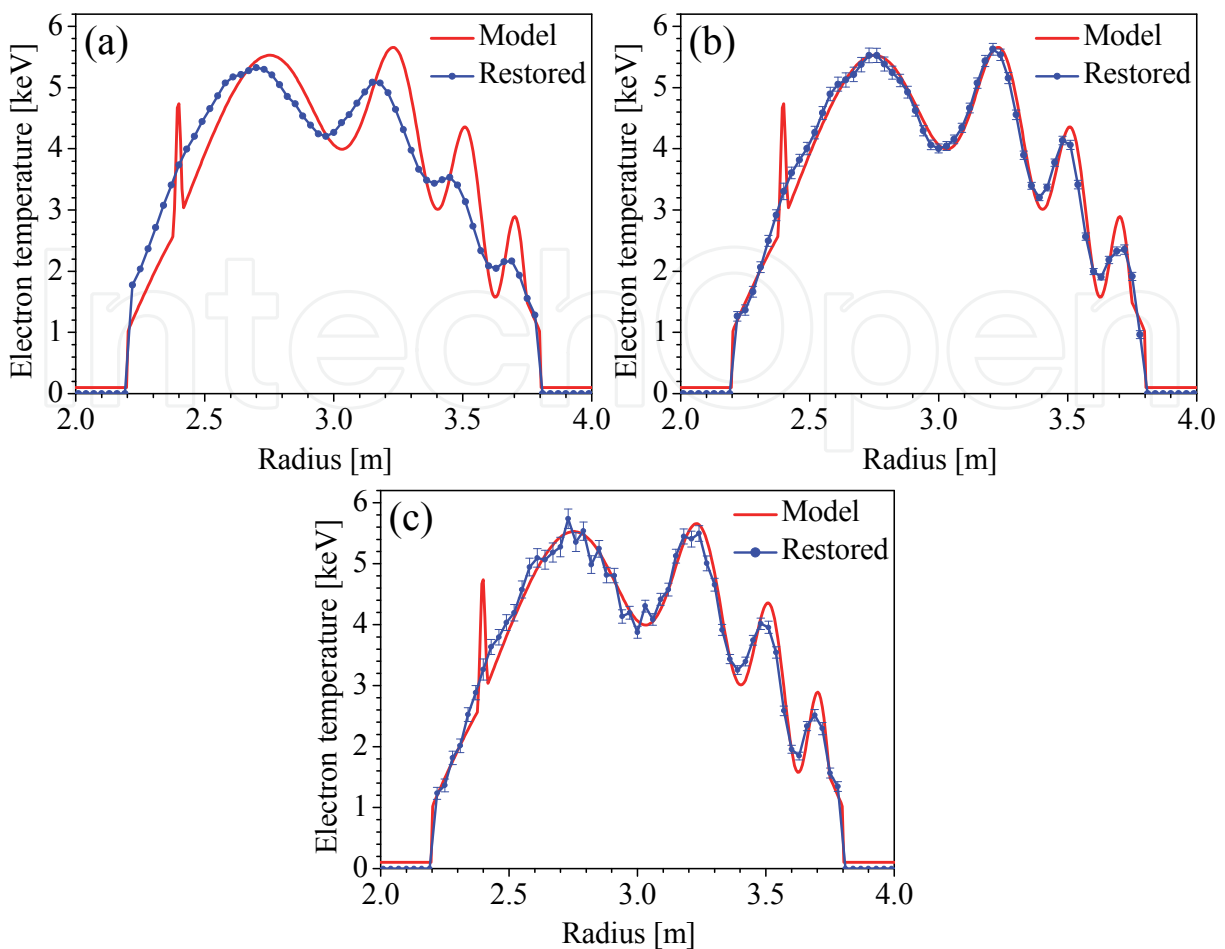 (a)
Model
Restored
Electron temperature [keV]
6
5
4
3
2
1
0
2.0 2.5 3.0 3.5 4.0
Radius [m]
(b)
Model
Restored
Electron temperature [keV]
6
5
4
3
2
1
0
2.0 2.5 3.0 3.5 4.0
Radius [m]
IntechOpen
(c)
Model
Restored
Electron temperature [keV]
6
5
4
3
2
1
0
2.0 2.5 3.0 3.5 4.0
Radius [m]